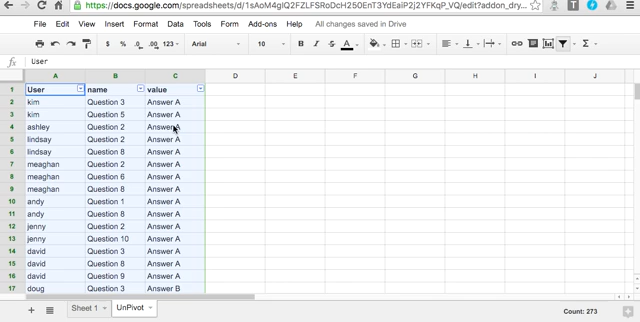 https://docs.google.com/spreadsheets/d/1sAoM4glQ2FZLFSRoDcH250EnT3YdEaiP2j2YFKqP_VQ/edit?addon_dry...
File Edit View Insert Format Data Tools Form Add-ons Help All changes saved in Drive
$ % .0 .00 123 Arial 10 B I S A
fx User
A B C D E F G H I J
1 User name value
2 kim Question 3 Answer A
3 kim Question 5 Answer A
4 ashley Question 2 Answer A
5 lindsay Question 2 Answer A
6 lindsay Question 8 Answer A
7 meaghan Question 2 Answer A
8 meaghan Question 6 Answer A
9 meaghan Question 8 Answer A
10 andy Question 1 Answer A
11 andy Question 8 Answer A
12 jenny Question 2 Answer A
13 jenny Question 10 Answer A
14 david Question 3 Answer A
15 david Question 8 Answer A
16 david Question 9 Answer A
17 doug Question 3 Answer B
Sheet 1 UnPivot Count: 273